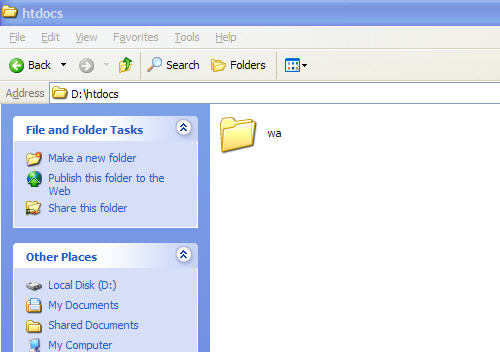 htdocs
File Edit View Favorites Tools Help
Back Search Folders
Address D:\htdocs
File and Folder Tasks
Make a new folder
Publish this folder to the
Web
Share this folder
Other Places
Local Disk (D:)
My Documents
Shared Documents
My Computer
wa